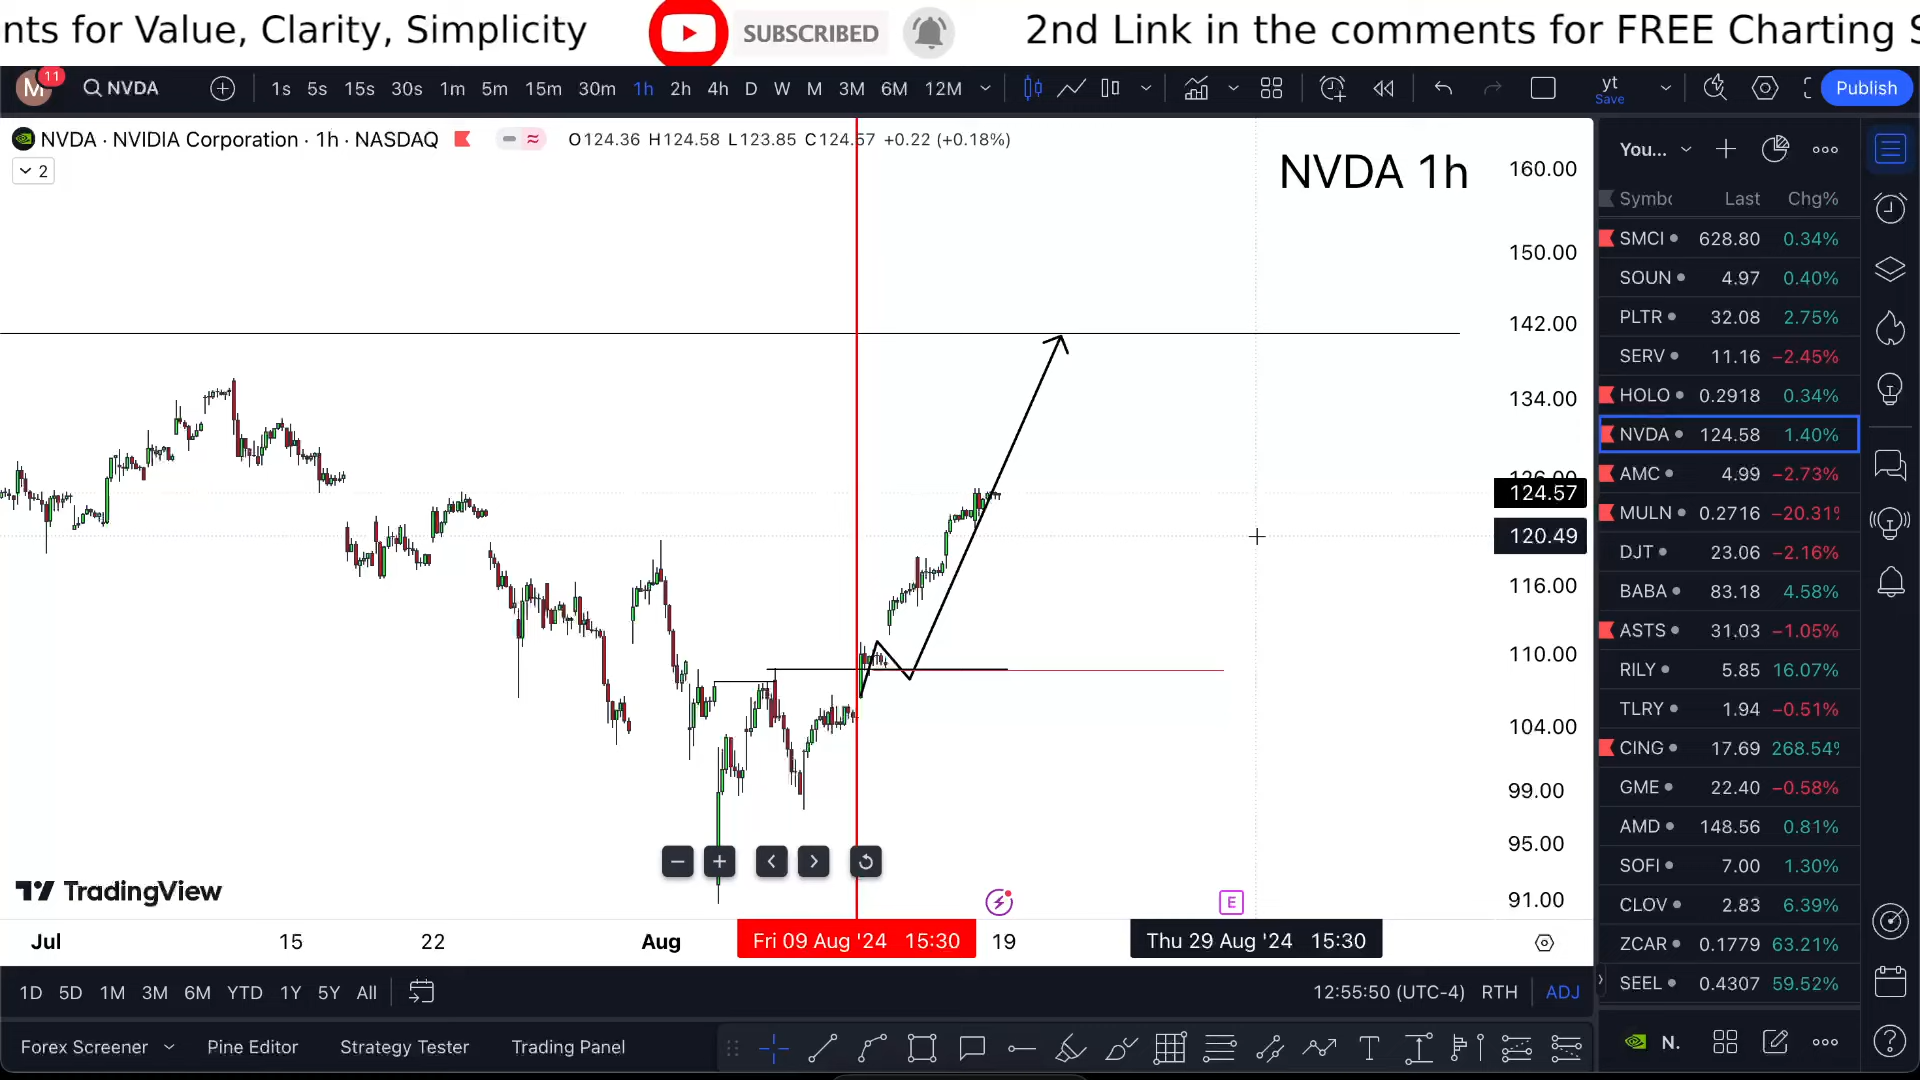 nts for Value, Clarity, Simplicity SUBSCRIBED 2nd Link in the comments for FREE Charting S
M 11 NVDA 1s 5s 15s 30s 1m 5m 15m 30m 1h 2h 4h D W M 3M 6M 12M yt Save Publish
NVDA · NVIDIA Corporation · 1h · NASDAQ O124.36 H124.58 L123.85 C124.57 +0.22 (+0.18%)
2
NVDA 1h
160.00
150.00
142.00
134.00
124.57
120.49
116.00
110.00
104.00
99.00
95.00
91.00
You...
Last Chg%
SMCI 628.80 0.34%
SOUN 4.97 0.40%
PLTR 32.08 2.75%
SERV 11.16 −2.45%
HOLO 0.2918 0.34%
NVDA 124.58 1.40%
AMC 4.99 −2.73%
MULN 0.2716 −20.31%
DJT 23.06 −2.16%
BABA 83.18 4.58%
ASTS 31.03 −1.05%
RILY 5.85 16.07%
TLRY 1.94 −0.51%
CING 17.69 268.54%
GME 22.40 −0.58%
AMD 148.56 0.81%
SOFI 7.00 1.30%
CLOV 2.83 6.39%
ZCAR 0.1779 63.21%
SEEL 0.4307 59.52%
N.
TradingView
E
Jul 15 22 Aug Fri 09 Aug '24 15:30 19 Thu 29 Aug '24 15:30
1D 5D 1M 3M 6M YTD 1Y 5Y All 12:55:50 (UTC-4) RTH ADJ
Forex Screener Pine Editor Strategy Tester Trading Panel